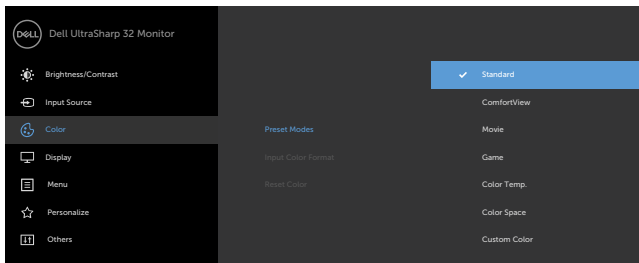 DELL Dell UltraSharp 32 Monitor
Brightness/Contrast
Input Source
Color
Display
Menu
Personalize
Others
Preset Modes
Input Color Format
Reset Color
Standard
ComfortView
Movie
Game
Color Temp.
Color Space
Custom Color